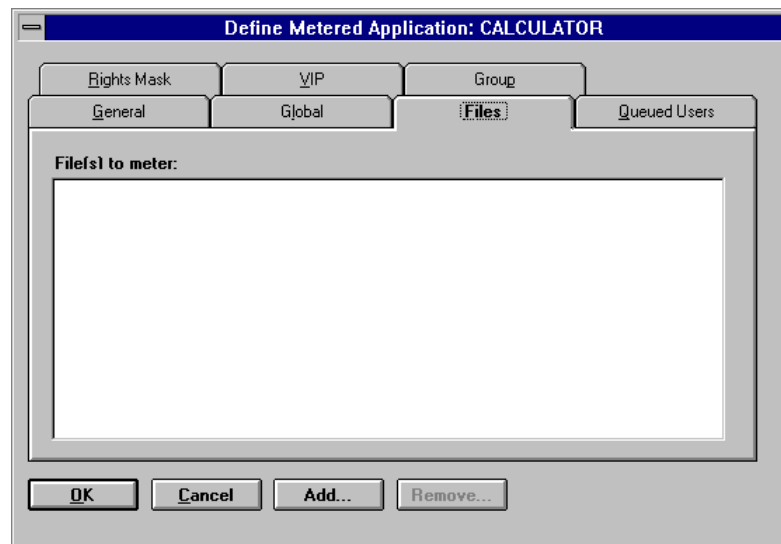 Define Metered Application: CALCULATOR
Rights Mask VIP Group
General Global Files Queued Users
File(s) to meter:
OK Cancel Add... Remove...